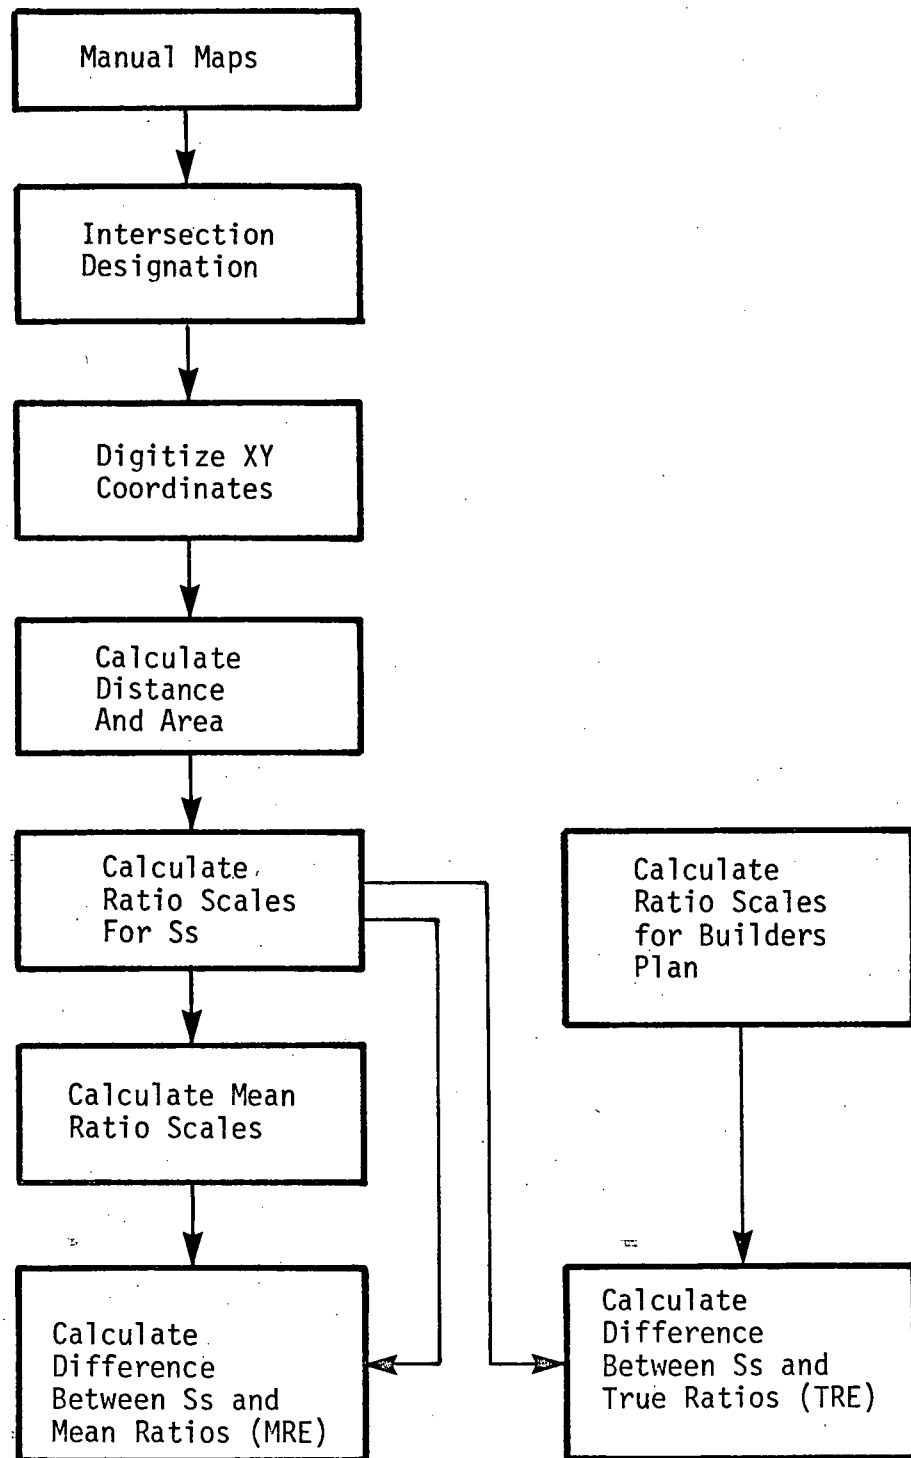 Manual Maps
Intersection
Designation
Digitize XY
Coordinates
Calculate
Distance
And Area
Calculate
Ratio Scales
For Ss
Calculate
Ratio Scales
for Builders
Plan
Calculate Mean
Ratio Scales
Calculate
Difference
Between Ss and
Mean Ratios (MRE)
Calculate
Difference
Between Ss and
True Ratios (TRE)